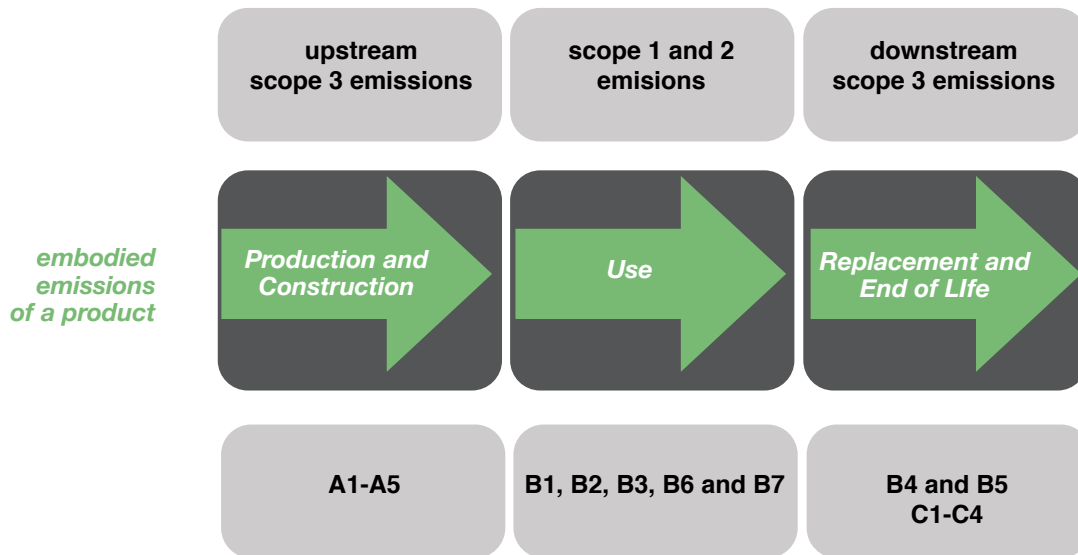 upstream
scope 3 emissions
scope 1 and 2
emisions
downstream
scope 3 emissions
embodied
emissions
of a product
Production and
Construction
Use
Replacement and
End of LIfe
A1-A5
B1, B2, B3, B6 and B7
B4 and B5
C1-C4